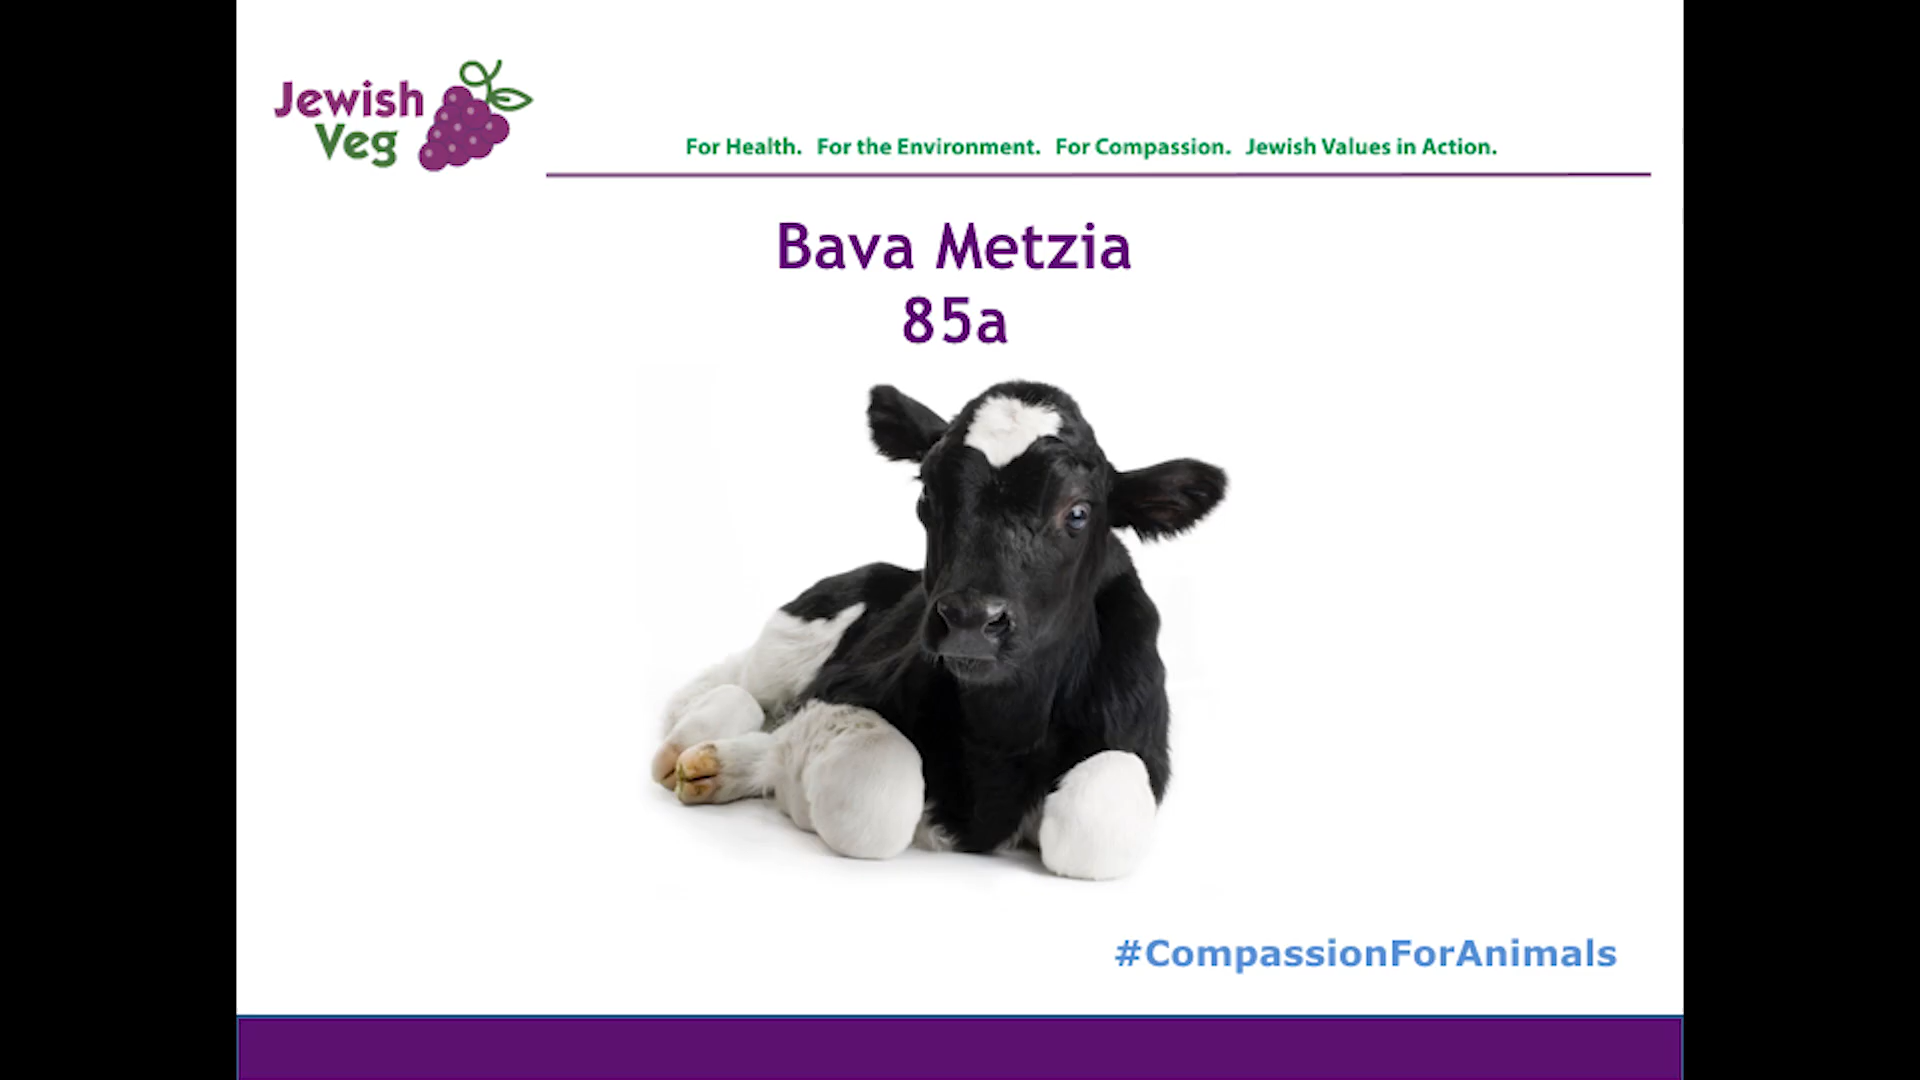 Jewish
Veg
For Health. For the Environment. For Compassion. Jewish Values in Action.
Bava Metzia
85a
#CompassionForAnimals